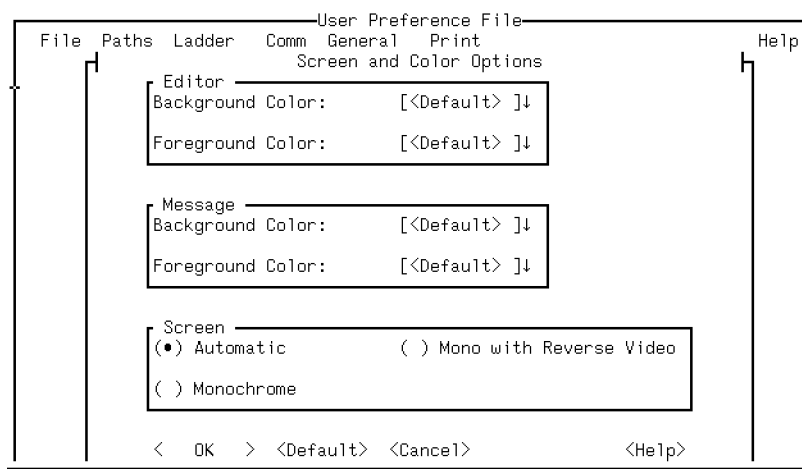 User Preference File
File Paths Ladder Comm General Print Help
Screen and Color Options
Editor
Background Color: [<Default> ]↓
Foreground Color: [<Default> ]↓
Message
Background Color: [<Default> ]↓
Foreground Color: [<Default> ]↓
Screen
(•) Automatic ( ) Mono with Reverse Video
( ) Monochrome
< OK > <Default> <Cancel> <Help>